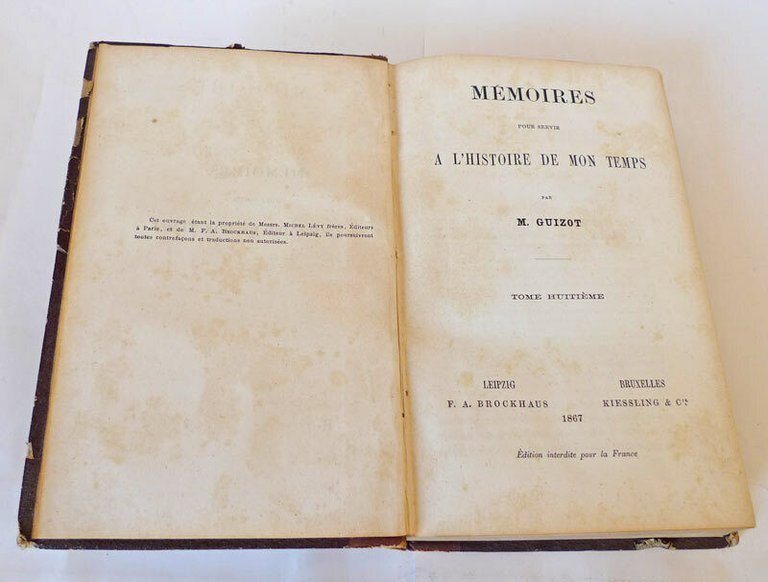 Cet ouvrage étant la propriété de Messrs. MICHEL LÉVY frères, Éditeurs
à Paris, et de M. F. A. BROCKHAUS, Éditeur à Leipzig, ils poursuivront
toutes contrefaçons et traductions non autorisées.
MÉMOIRES
POUR SERVIR
A L'HISTOIRE DE MON TEMPS
PAR
M. GUIZOT
TOME HUITIÈME
LEIPZIG BRUXELLES
F. A. BROCKHAUS KIESSLING & Cie
1867
Édition interdite pour la France